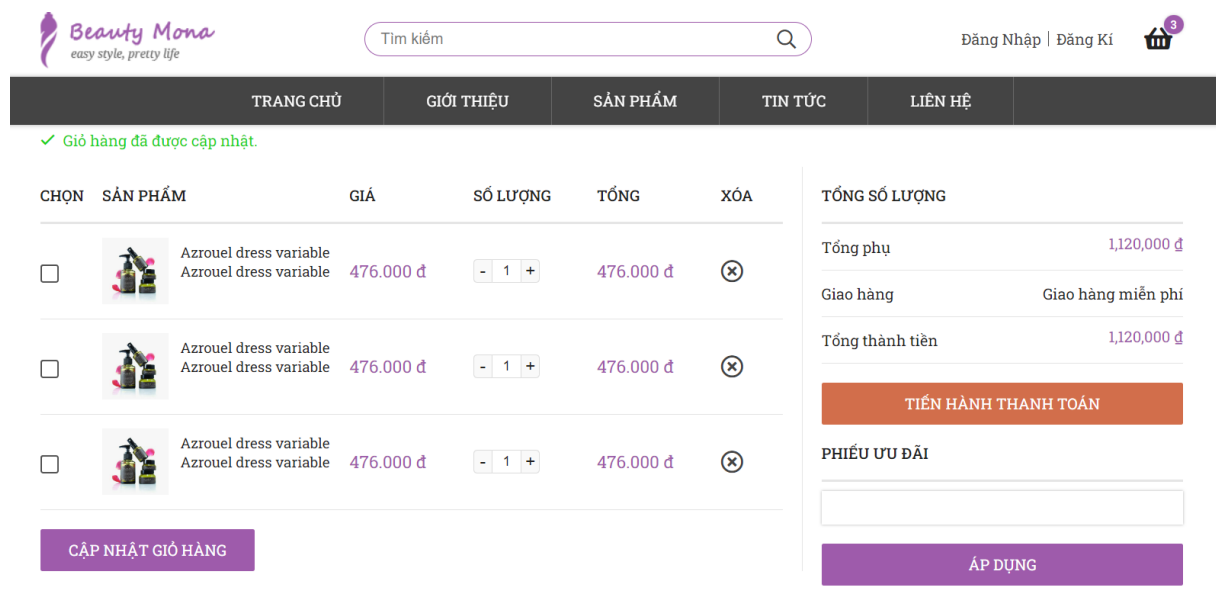 Beauty Mona
easy style, pretty life
Tìm kiếm
Đăng Nhập | Đăng Kí
3
TRANG CHỦ GIỚI THIỆU SẢN PHẨM TIN TỨC LIÊN HỆ
Giỏ hàng đã được cập nhật.
CHỌN SẢN PHẨM GIÁ SỐ LƯỢNG TỔNG XÓA
Azrouel dress variable
Azrouel dress variable 476.000 đ - 1 + 476.000 đ
Azrouel dress variable
Azrouel dress variable 476.000 đ - 1 + 476.000 đ
Azrouel dress variable
Azrouel dress variable 476.000 đ - 1 + 476.000 đ
CẬP NHẬT GIỎ HÀNG
TỔNG SỐ LƯỢNG
Tổng phụ 1,120,000 ₫
Giao hàng Giao hàng miễn phí
Tổng thành tiền 1,120,000 ₫
TIẾN HÀNH THANH TOÁN
PHIẾU ƯU ĐÃI
ÁP DỤNG